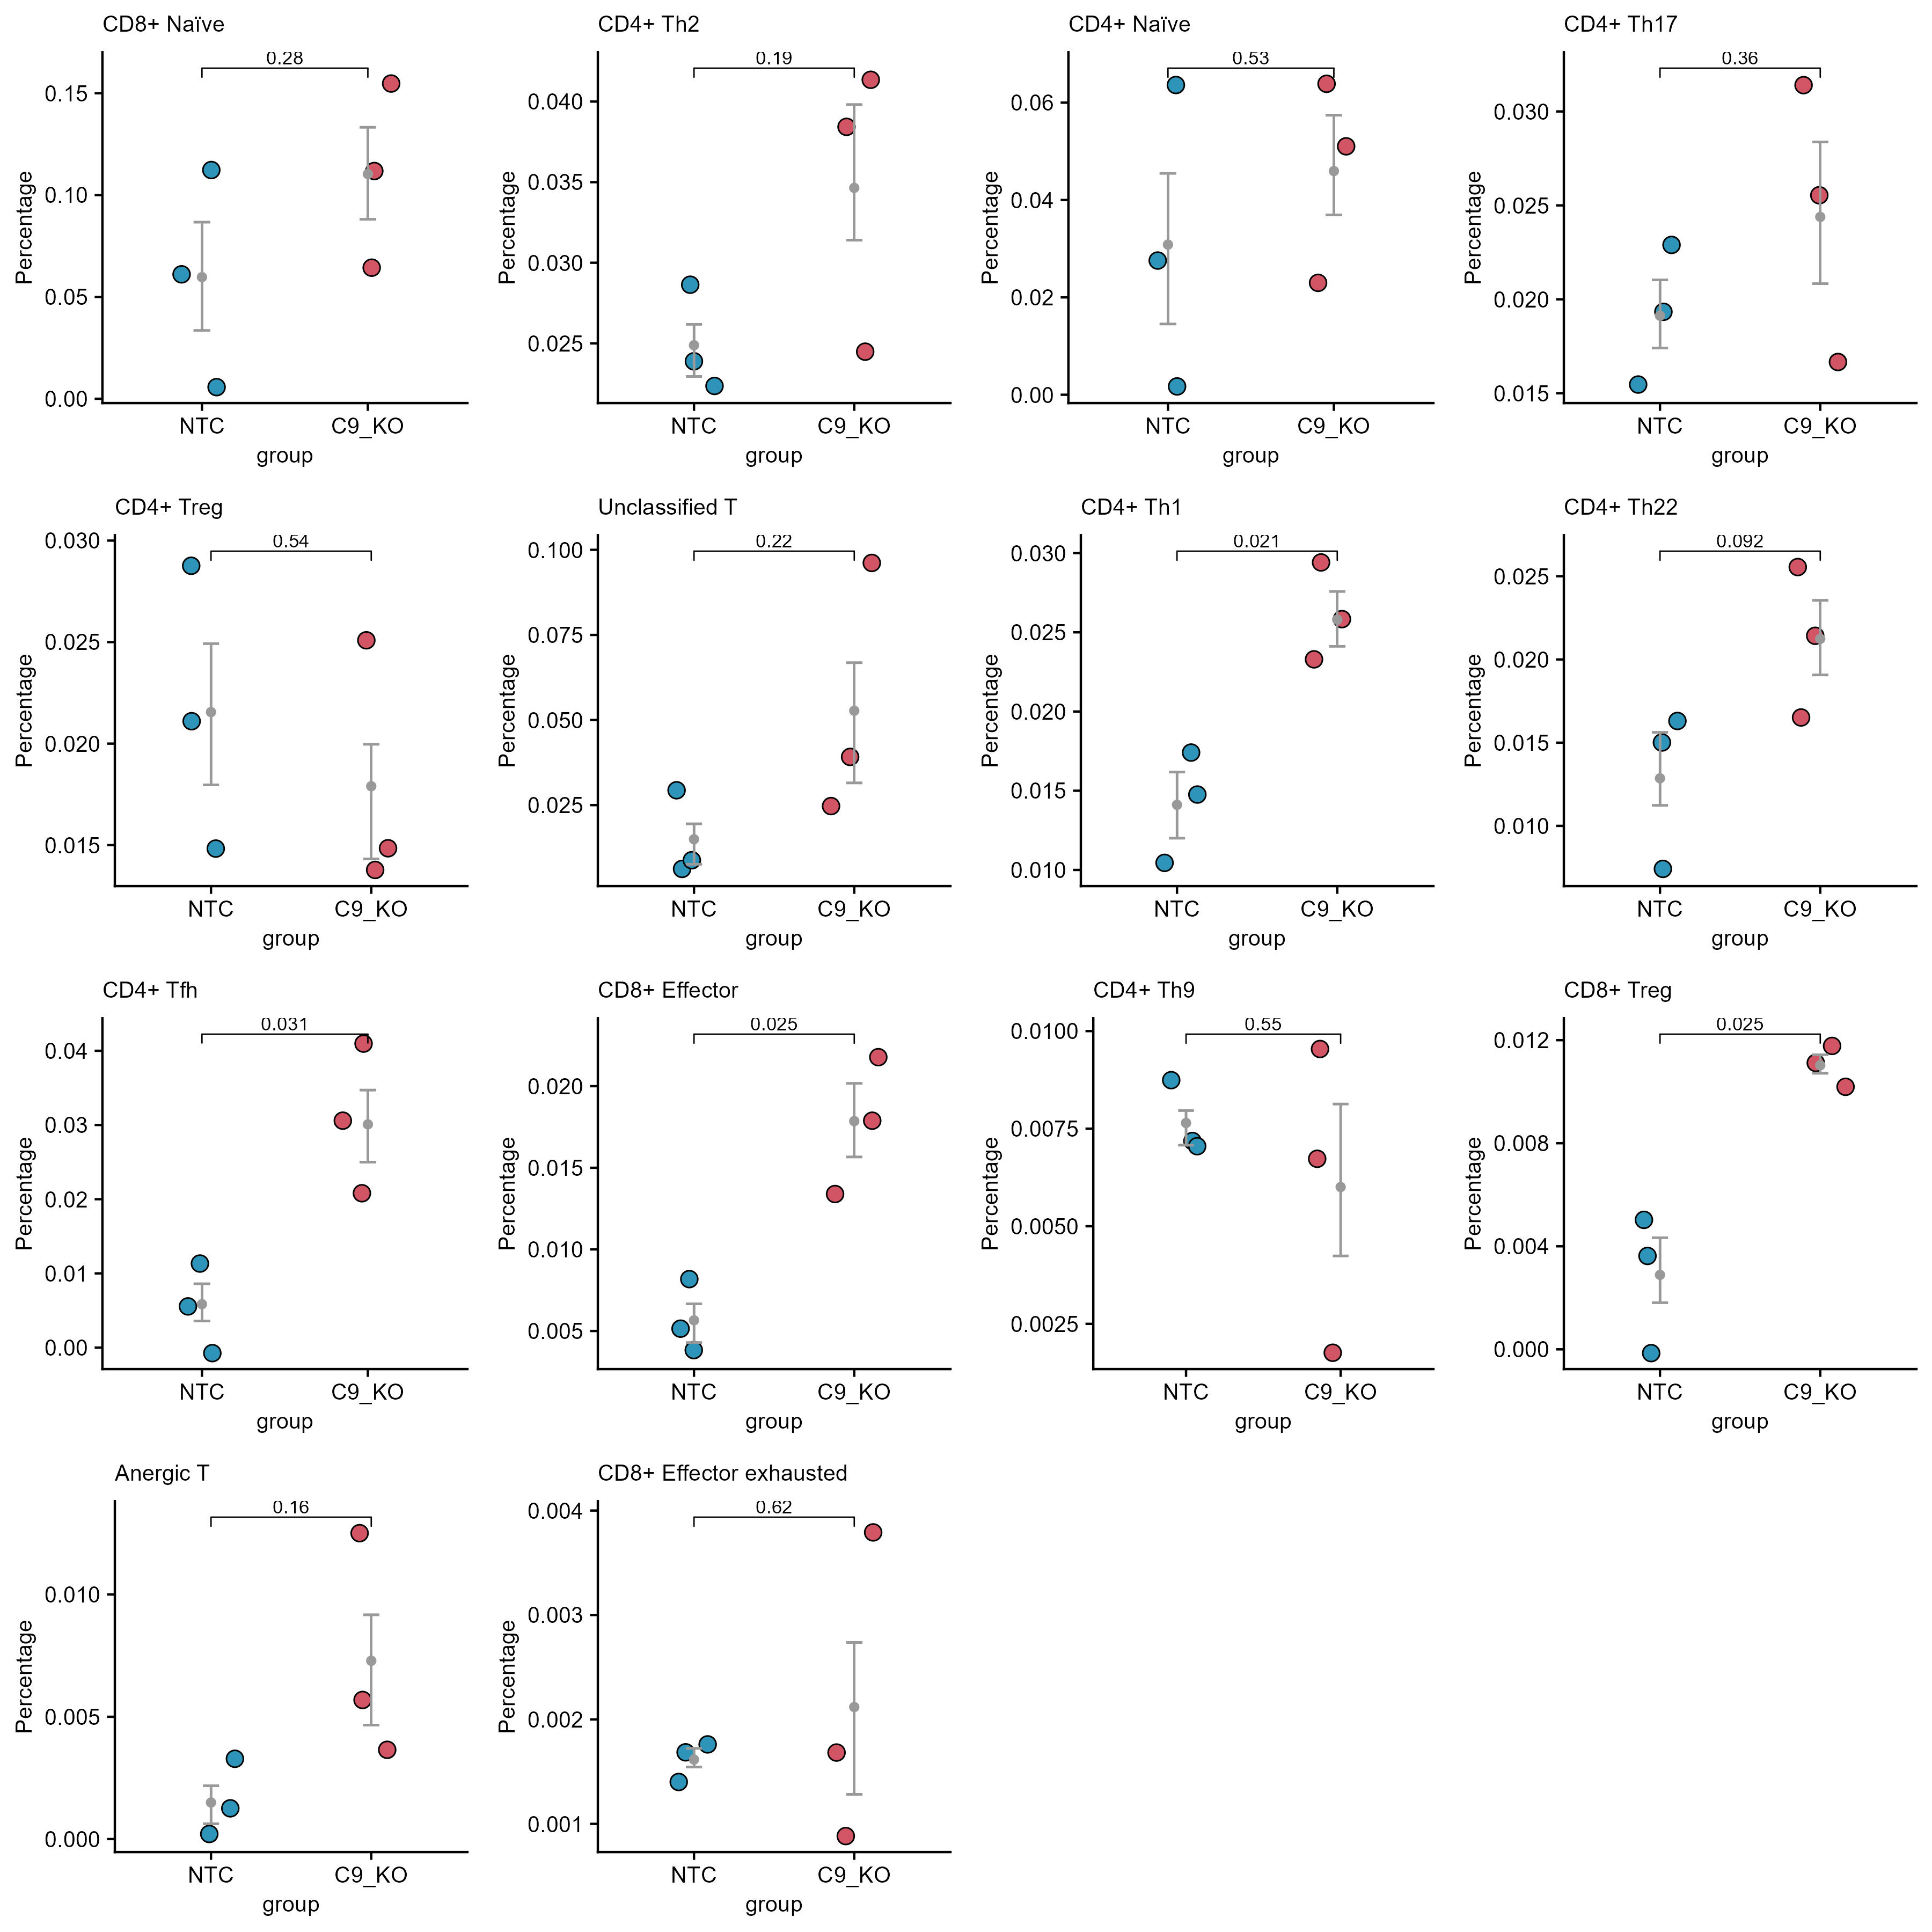 CD8+ Naïve
0.28
Percentage
0.15
0.10
0.05
0.00
NTC
C9_KO
group
CD4+ Th2
0.19
Percentage
0.040
0.035
0.030
0.025
NTC
C9_KO
group
CD4+ Naïve
0.53
Percentage
0.06
0.04
0.02
0.00
NTC
C9_KO
group
CD4+ Th17
0.36
Percentage
0.030
0.025
0.020
0.015
NTC
C9_KO
group
CD4+ Treg
0.54
Percentage
0.030
0.025
0.020
0.015
NTC
C9_KO
group
Unclassified T
0.22
Percentage
0.100
0.075
0.050
0.025
NTC
C9_KO
group
CD4+ Th1
0.021
Percentage
0.030
0.025
0.020
0.015
0.010
NTC
C9_KO
group
CD4+ Th22
0.092
Percentage
0.025
0.020
0.015
0.010
NTC
C9_KO
group
CD4+ Tfh
0.031
Percentage
0.04
0.03
0.02
0.01
0.00
NTC
C9_KO
group
CD8+ Effector
0.025
Percentage
0.020
0.015
0.010
0.005
NTC
C9_KO
group
CD4+ Th9
0.55
Percentage
0.0100
0.0075
0.0050
0.0025
NTC
C9_KO
group
CD8+ Treg
0.025
Percentage
0.012
0.008
0.004
0.000
NTC
C9_KO
group
Anergic T
0.16
Percentage
0.010
0.005
0.000
NTC
C9_KO
group
CD8+ Effector exhausted
0.62
Percentage
0.004
0.003
0.002
0.001
NTC
C9_KO
group